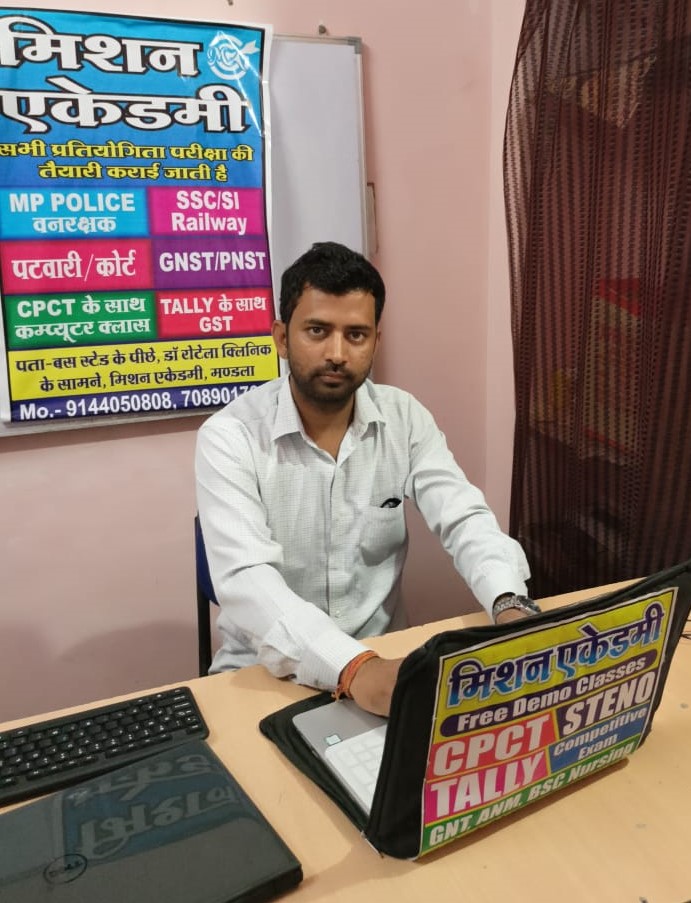 मिशन
एकेडमी
सभी प्रतियोगिता परीक्षा की
तैयारी कराई जाती है
MP POLICE
वनरक्षक
SSC/SI
Railway
पटवारी/कोर्ट
GNST/PNST
CPCT के साथ
कम्प्यूटर क्लास
TALLY के साथ
GST
पता-बस स्टेड के पीछे, डॉ रोटेला क्लिनिक
के सामने, मिशन एकेडमी, मण्डला
Mo.- 9144050808, 7089017
मिशन एकेडमी
Free Demo Classes
CPCT
STENO
TALLY
Competitive
Exam
GNT, ANM, BSC Nursing
DELL